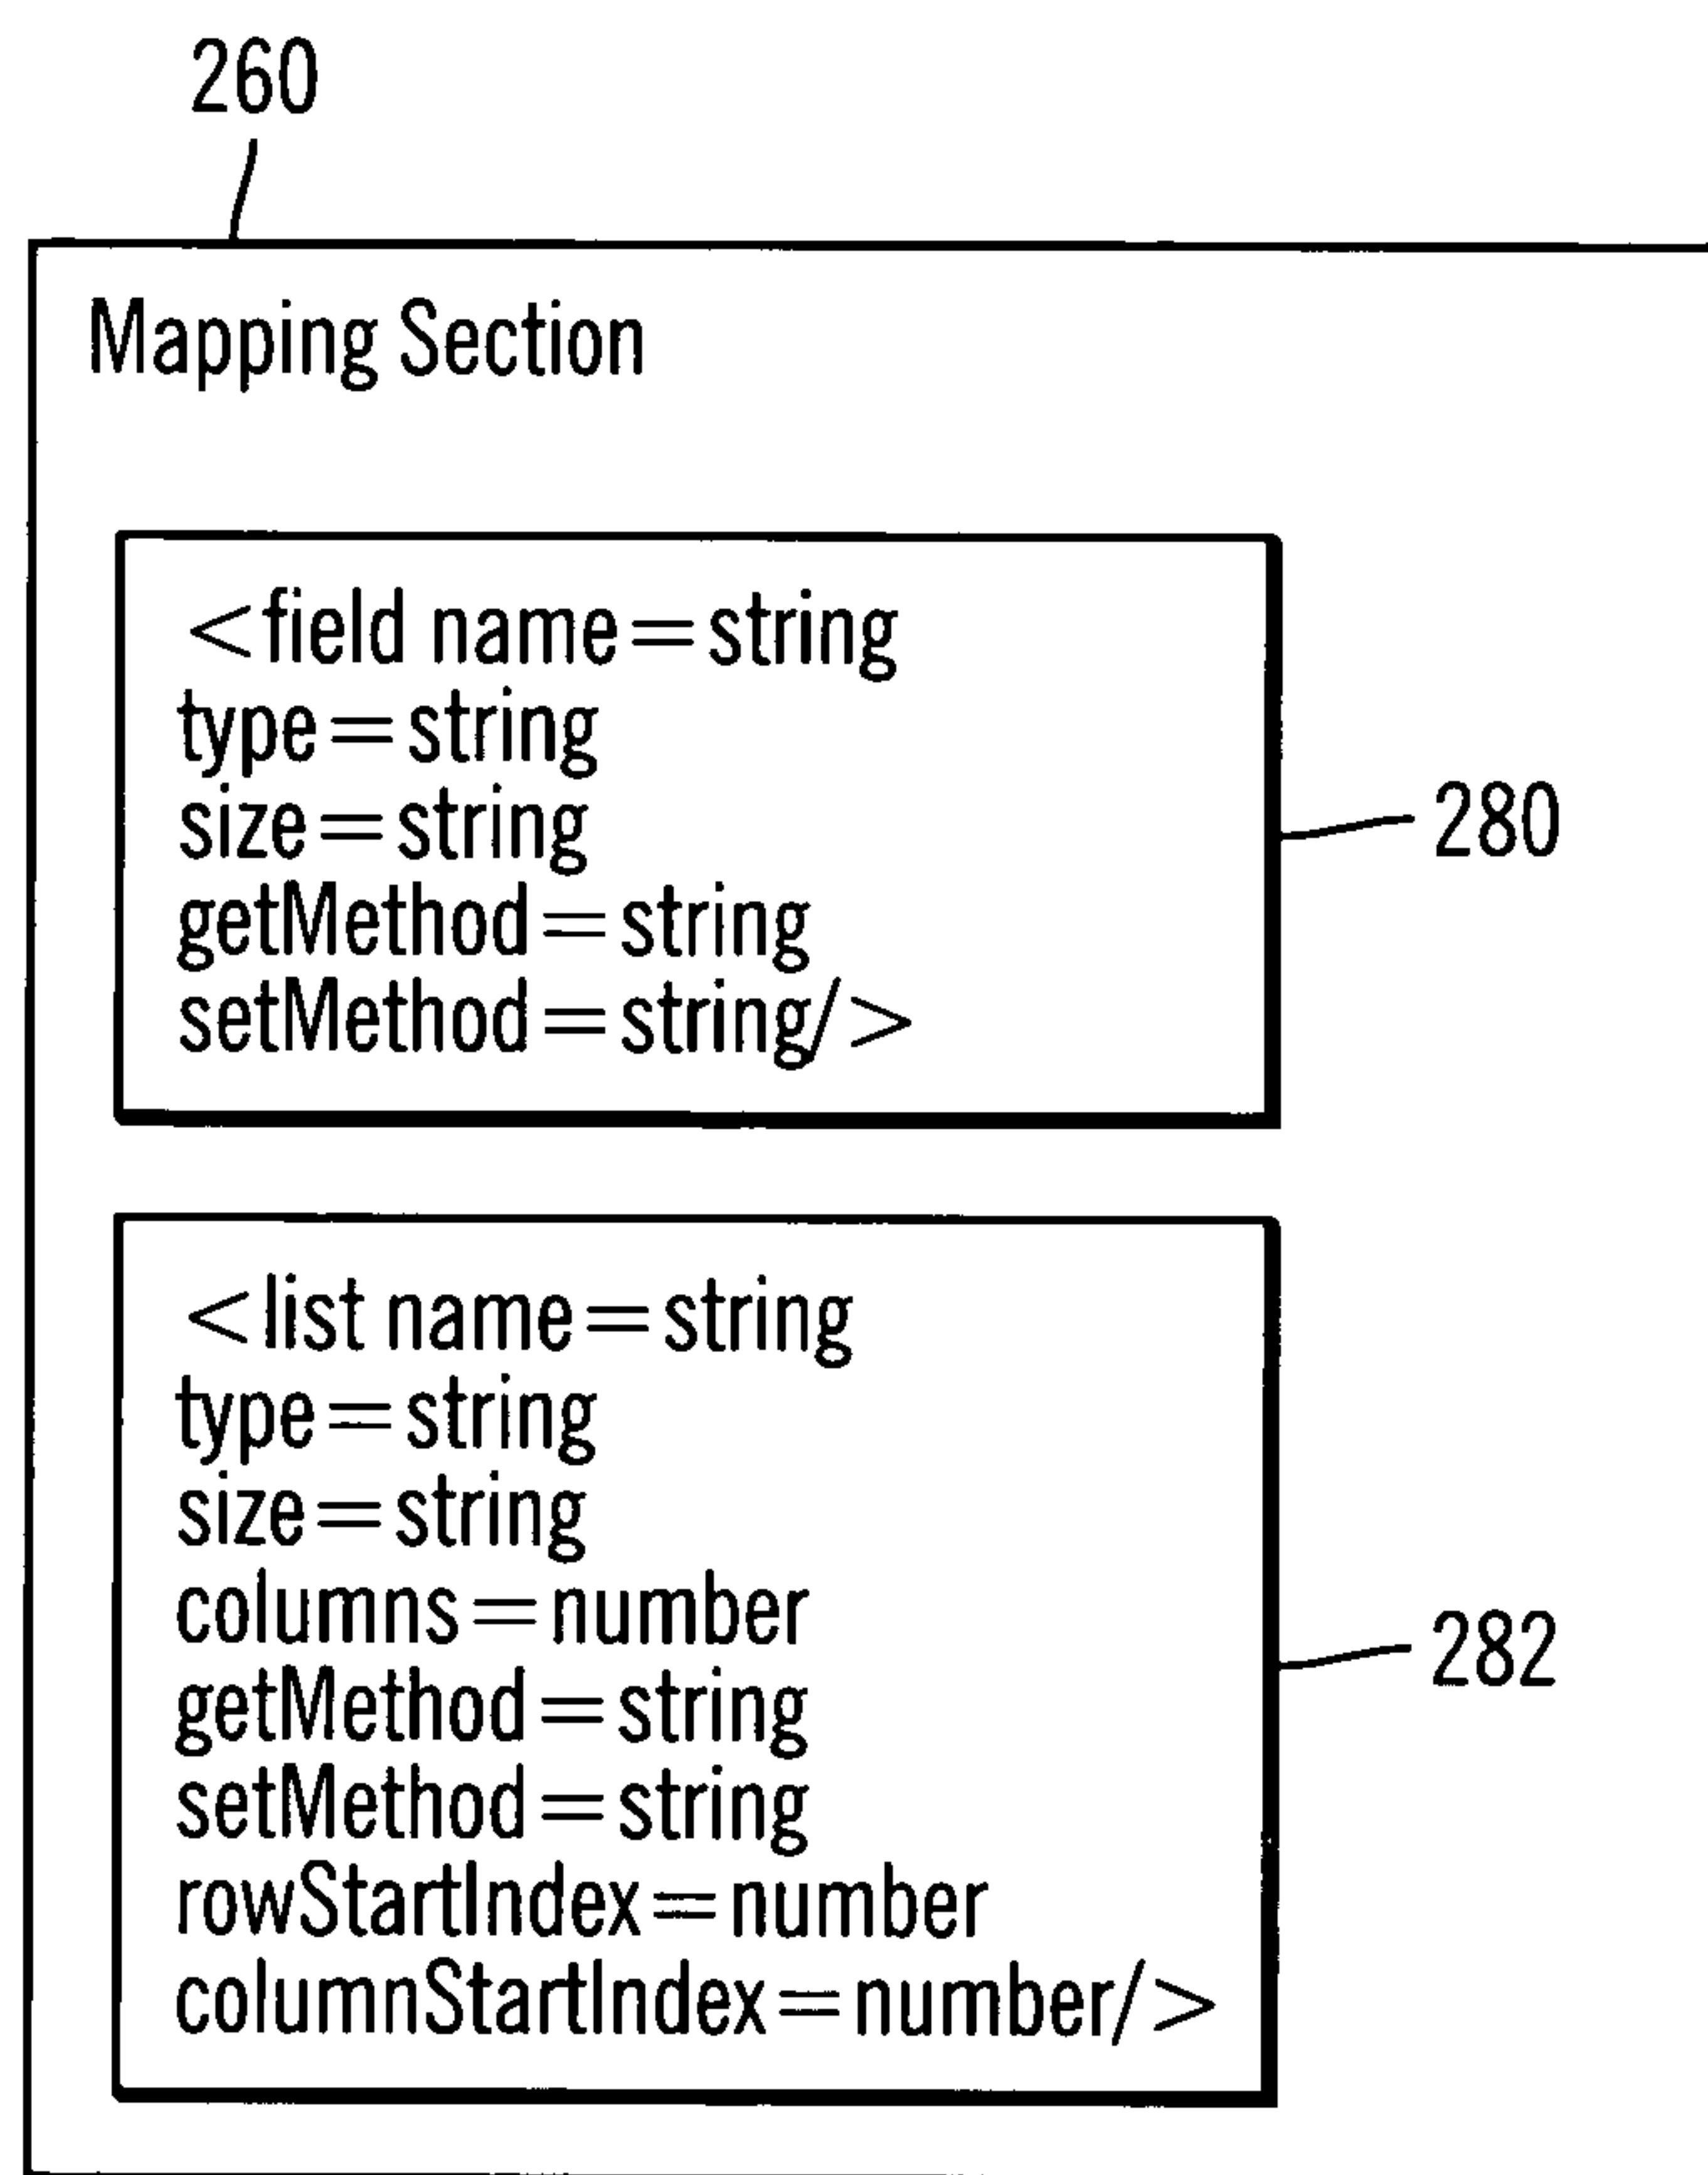 260
Mapping Section
<field name=string
type=string
size=string
getMethod=string
setMethod=string/>
280
<list name=string
type=string
size=string
columns=number
getMethod=string
setMethod=string
rowStartIndex=number
columnStartIndex=number/>
282